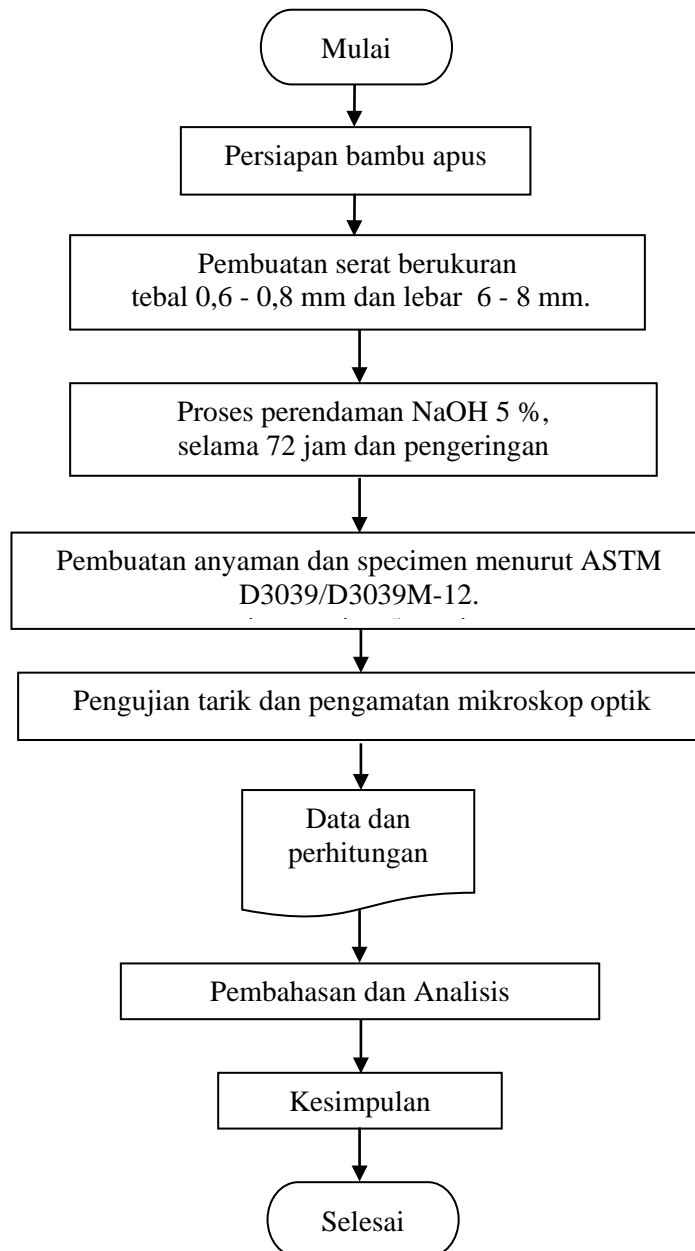 Mulai
Persiapan bambu apus
Pembuatan serat berukuran
tebal 0,6 - 0,8 mm dan lebar 6 - 8 mm.
Proses perendaman NaOH 5 %,
selama 72 jam dan pengeringan
Pembuatan anyaman dan specimen menurut ASTM
D3039/D3039M-12.
Pengujian tarik dan pengamatan mikroskop optik
Data dan
perhitungan
Pembahasan dan Analisis
Kesimpulan
Selesai